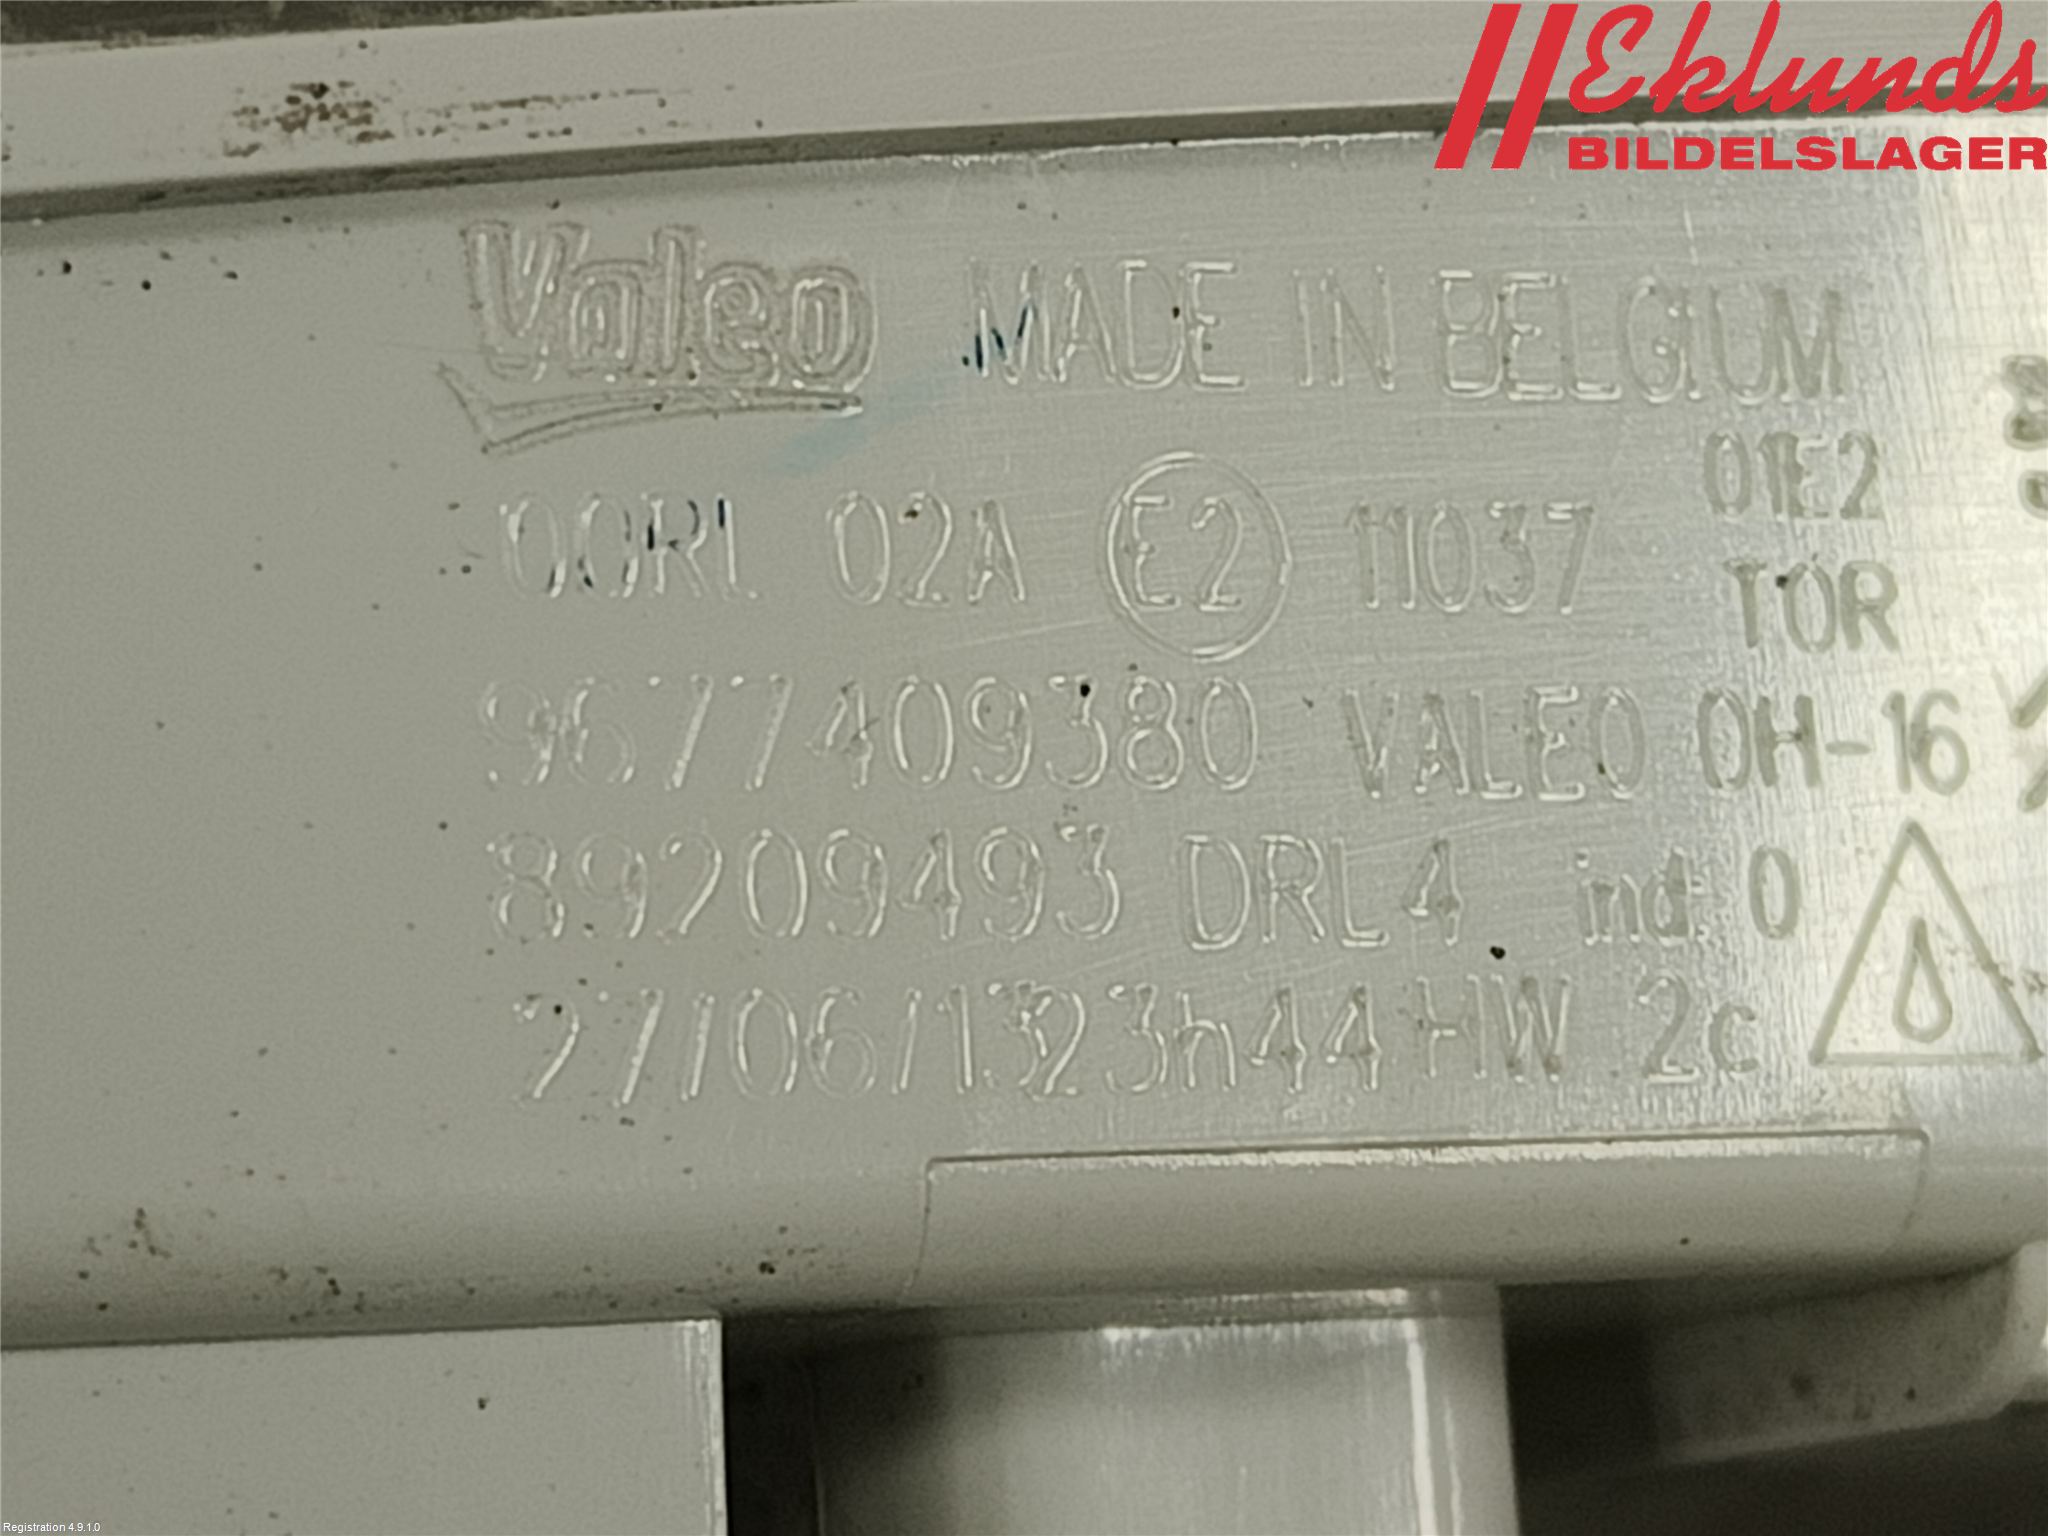 Eklunds
BILDELSLAGER
Valeo MADE IN BELGIUM
01E2
00RL 02A E2 11037
TOR
9677409380 VALEO 0H-16
89209493 DRL4 ind. 0
27/06/13 23h44 HW 2c
Registration 4.9.1.0